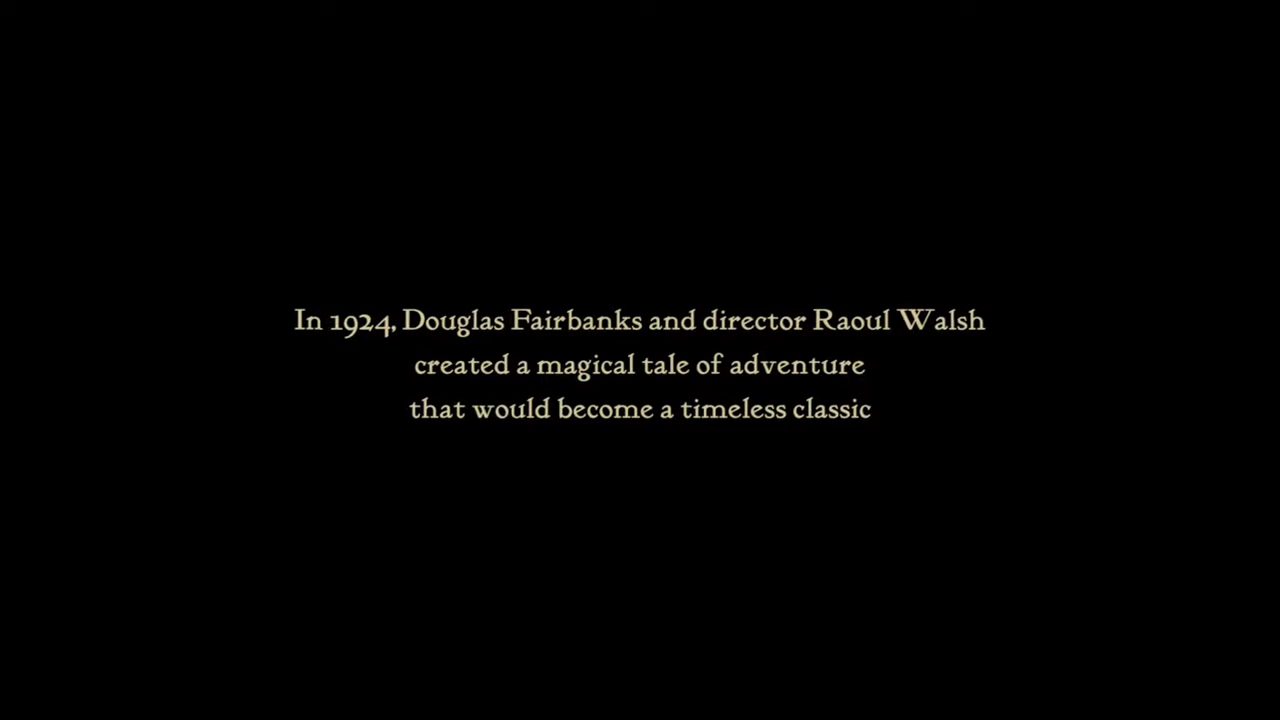 In 1924, Douglas Fairbanks and director Raoul Walsh
created a magical tale of adventure
that would become a timeless classic